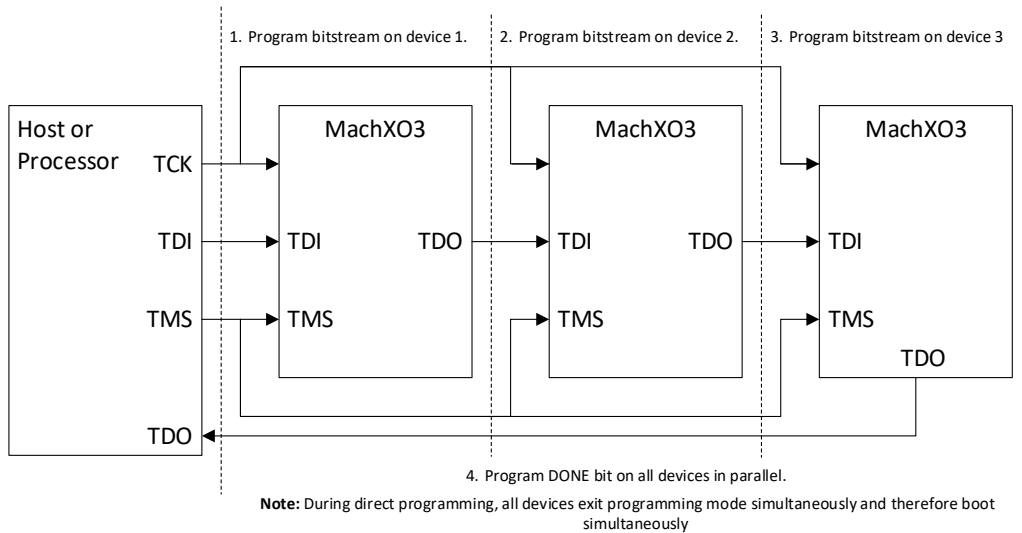 1. Program bitstream on device 1.
2. Program bitstream on device 2.
3. Program bitstream on device 3
Host or
Processor
TCK
TDI
TMS
TDO
MachXO3
TDI
TDO
TMS
MachXO3
TDI
TDO
TMS
MachXO3
TDI
TMS
TDO
4. Program DONE bit on all devices in parallel.
Note: During direct programming, all devices exit programming mode simultaneously and therefore boot
simultaneously